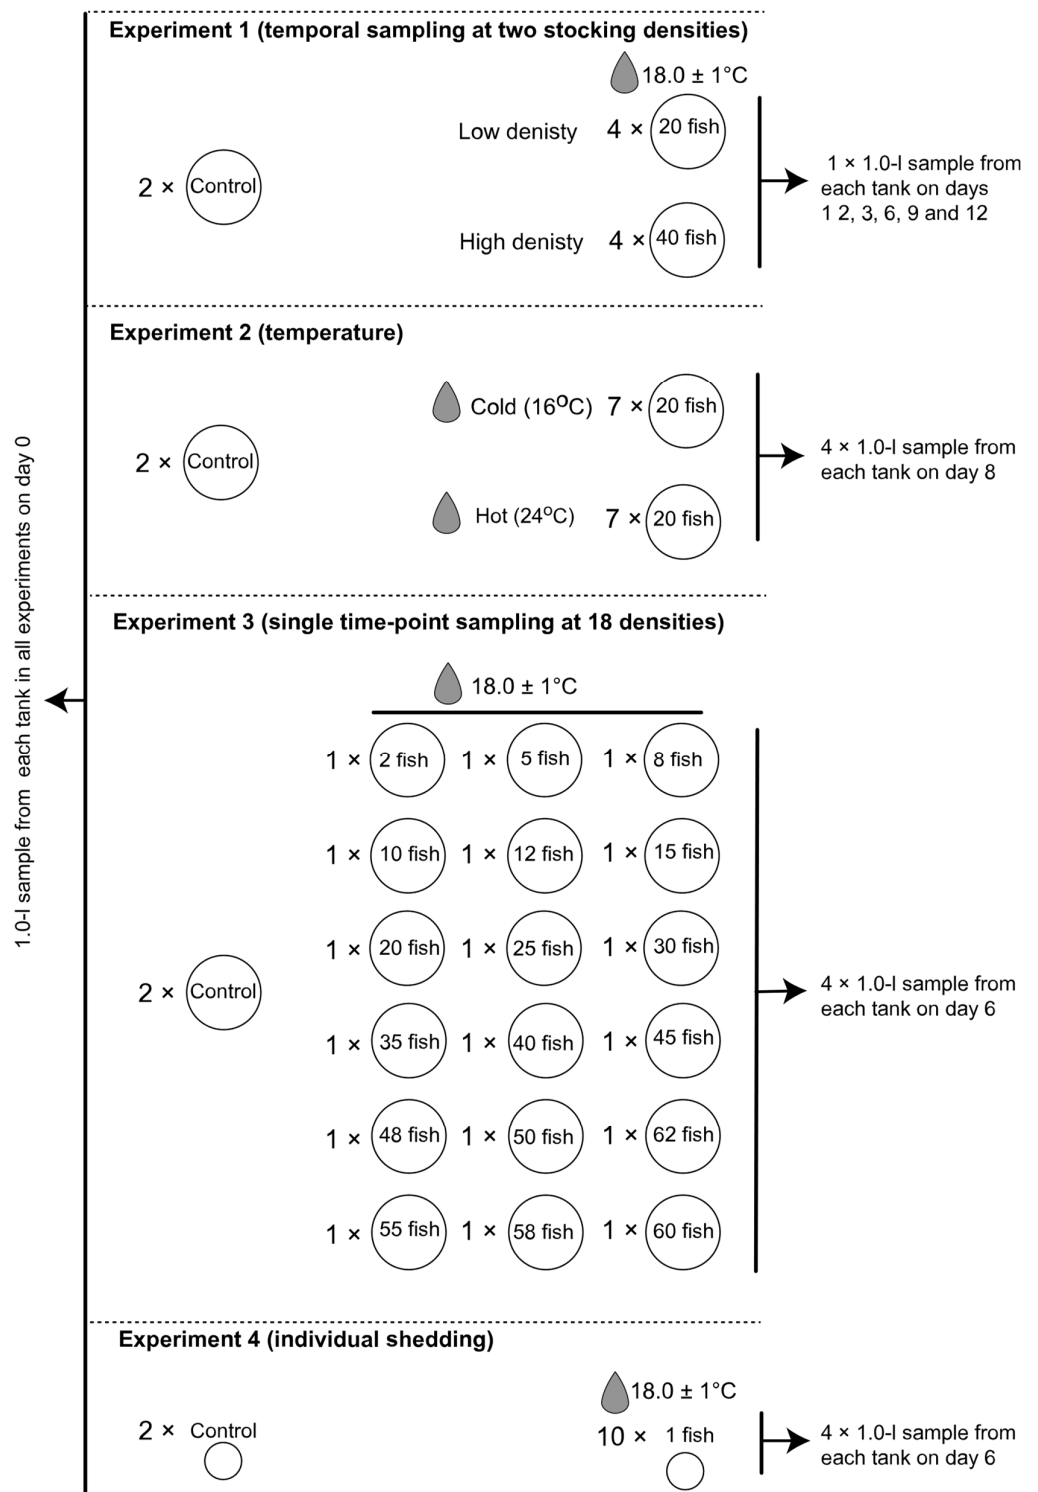 Experiment 1 (temporal sampling at two stocking densities)
18.0 ± 1°C
Low denisty 4 × 20 fish
2 × Control
High denisty 4 × 40 fish
1 × 1.0-l sample from
each tank on days
1 2, 3, 6, 9 and 12
Experiment 2 (temperature)
Cold (16ºC) 7 × 20 fish
2 × Control
Hot (24ºC) 7 × 20 fish
4 × 1.0-l sample from
each tank on day 8
1.0-l sample from each tank in all experiments on day 0
Experiment 3 (single time-point sampling at 18 densities)
18.0 ± 1°C
1 × 2 fish 1 × 5 fish 1 × 8 fish
1 × 10 fish 1 × 12 fish 1 × 15 fish
1 × 20 fish 1 × 25 fish 1 × 30 fish
2 × Control
1 × 35 fish 1 × 40 fish 1 × 45 fish
1 × 48 fish 1 × 50 fish 1 × 62 fish
1 × 55 fish 1 × 58 fish 1 × 60 fish
4 × 1.0-l sample from
each tank on day 6
Experiment 4 (individual shedding)
18.0 ± 1°C
2 × Control
10 × 1 fish
4 × 1.0-l sample from
each tank on day 6